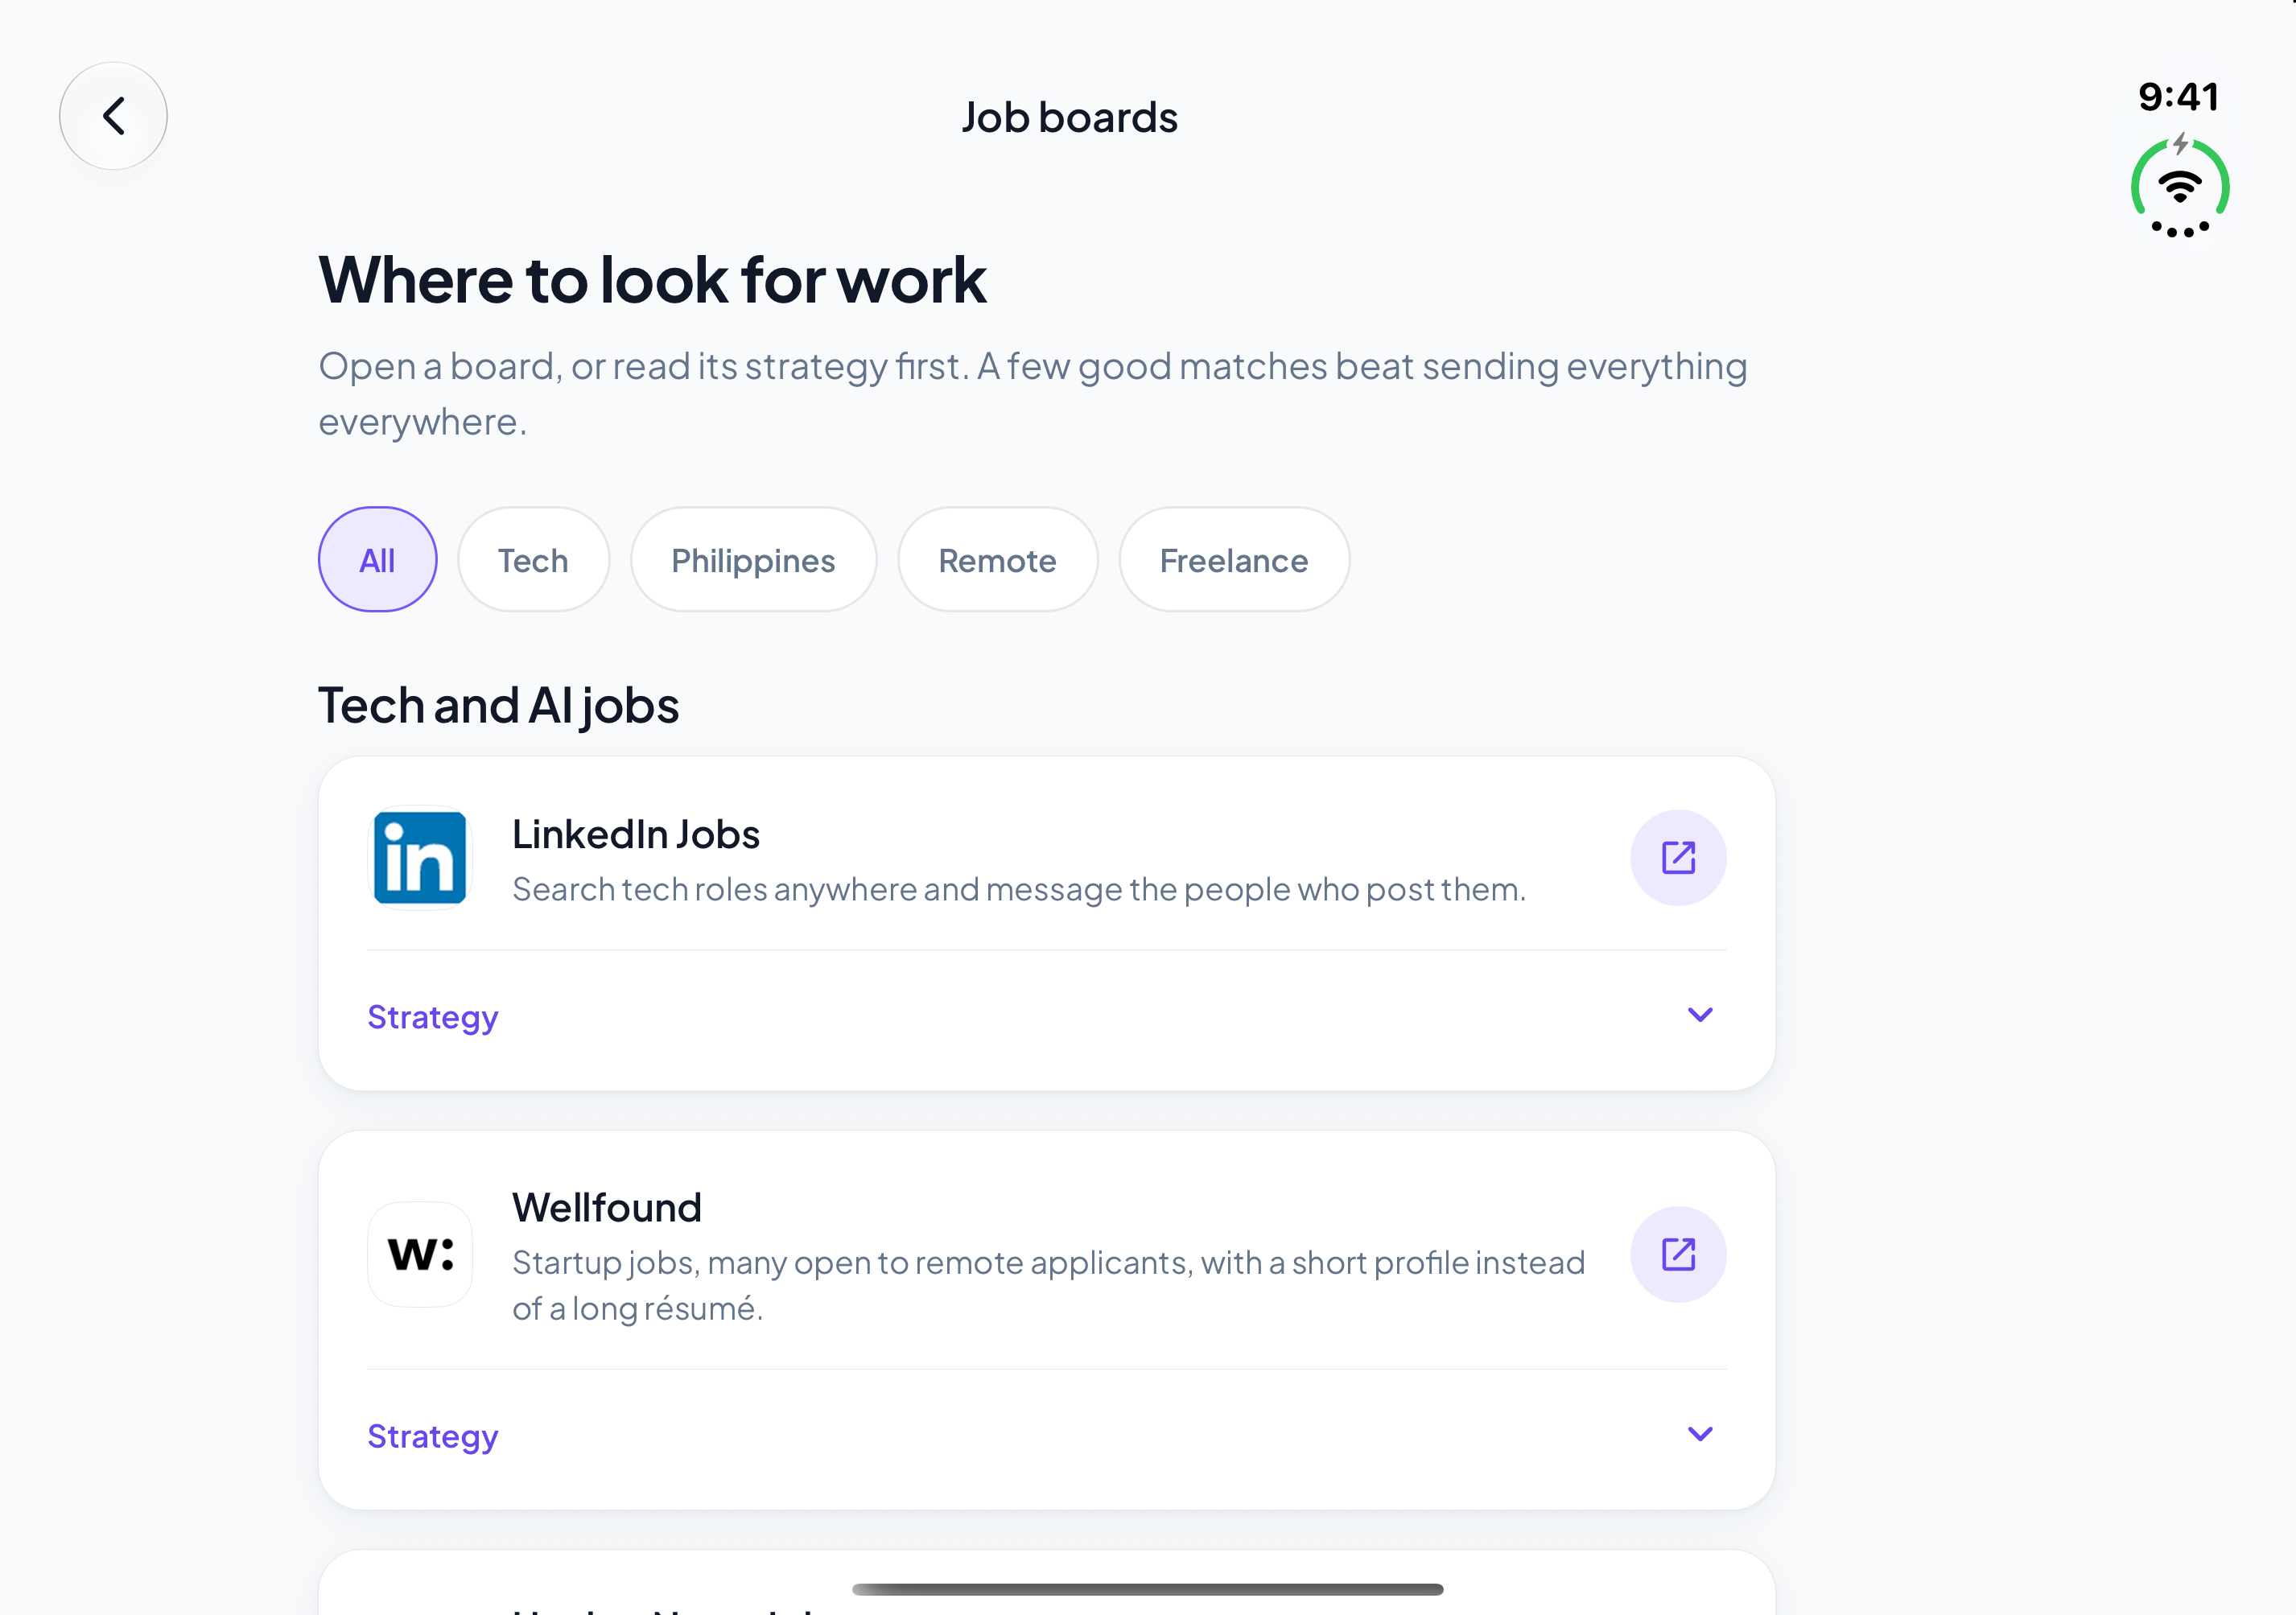 Job boards
9:41
Where to look for work
Open a board, or read its strategy first. A few good matches beat sending everything
everywhere.
All
Tech
Philippines
Remote
Freelance
Tech and AI jobs
in
LinkedIn Jobs
Search tech roles anywhere and message the people who post them.
Strategy
w:
Wellfound
Startup jobs, many open to remote applicants, with a short profile instead
of a long résumé.
Strategy